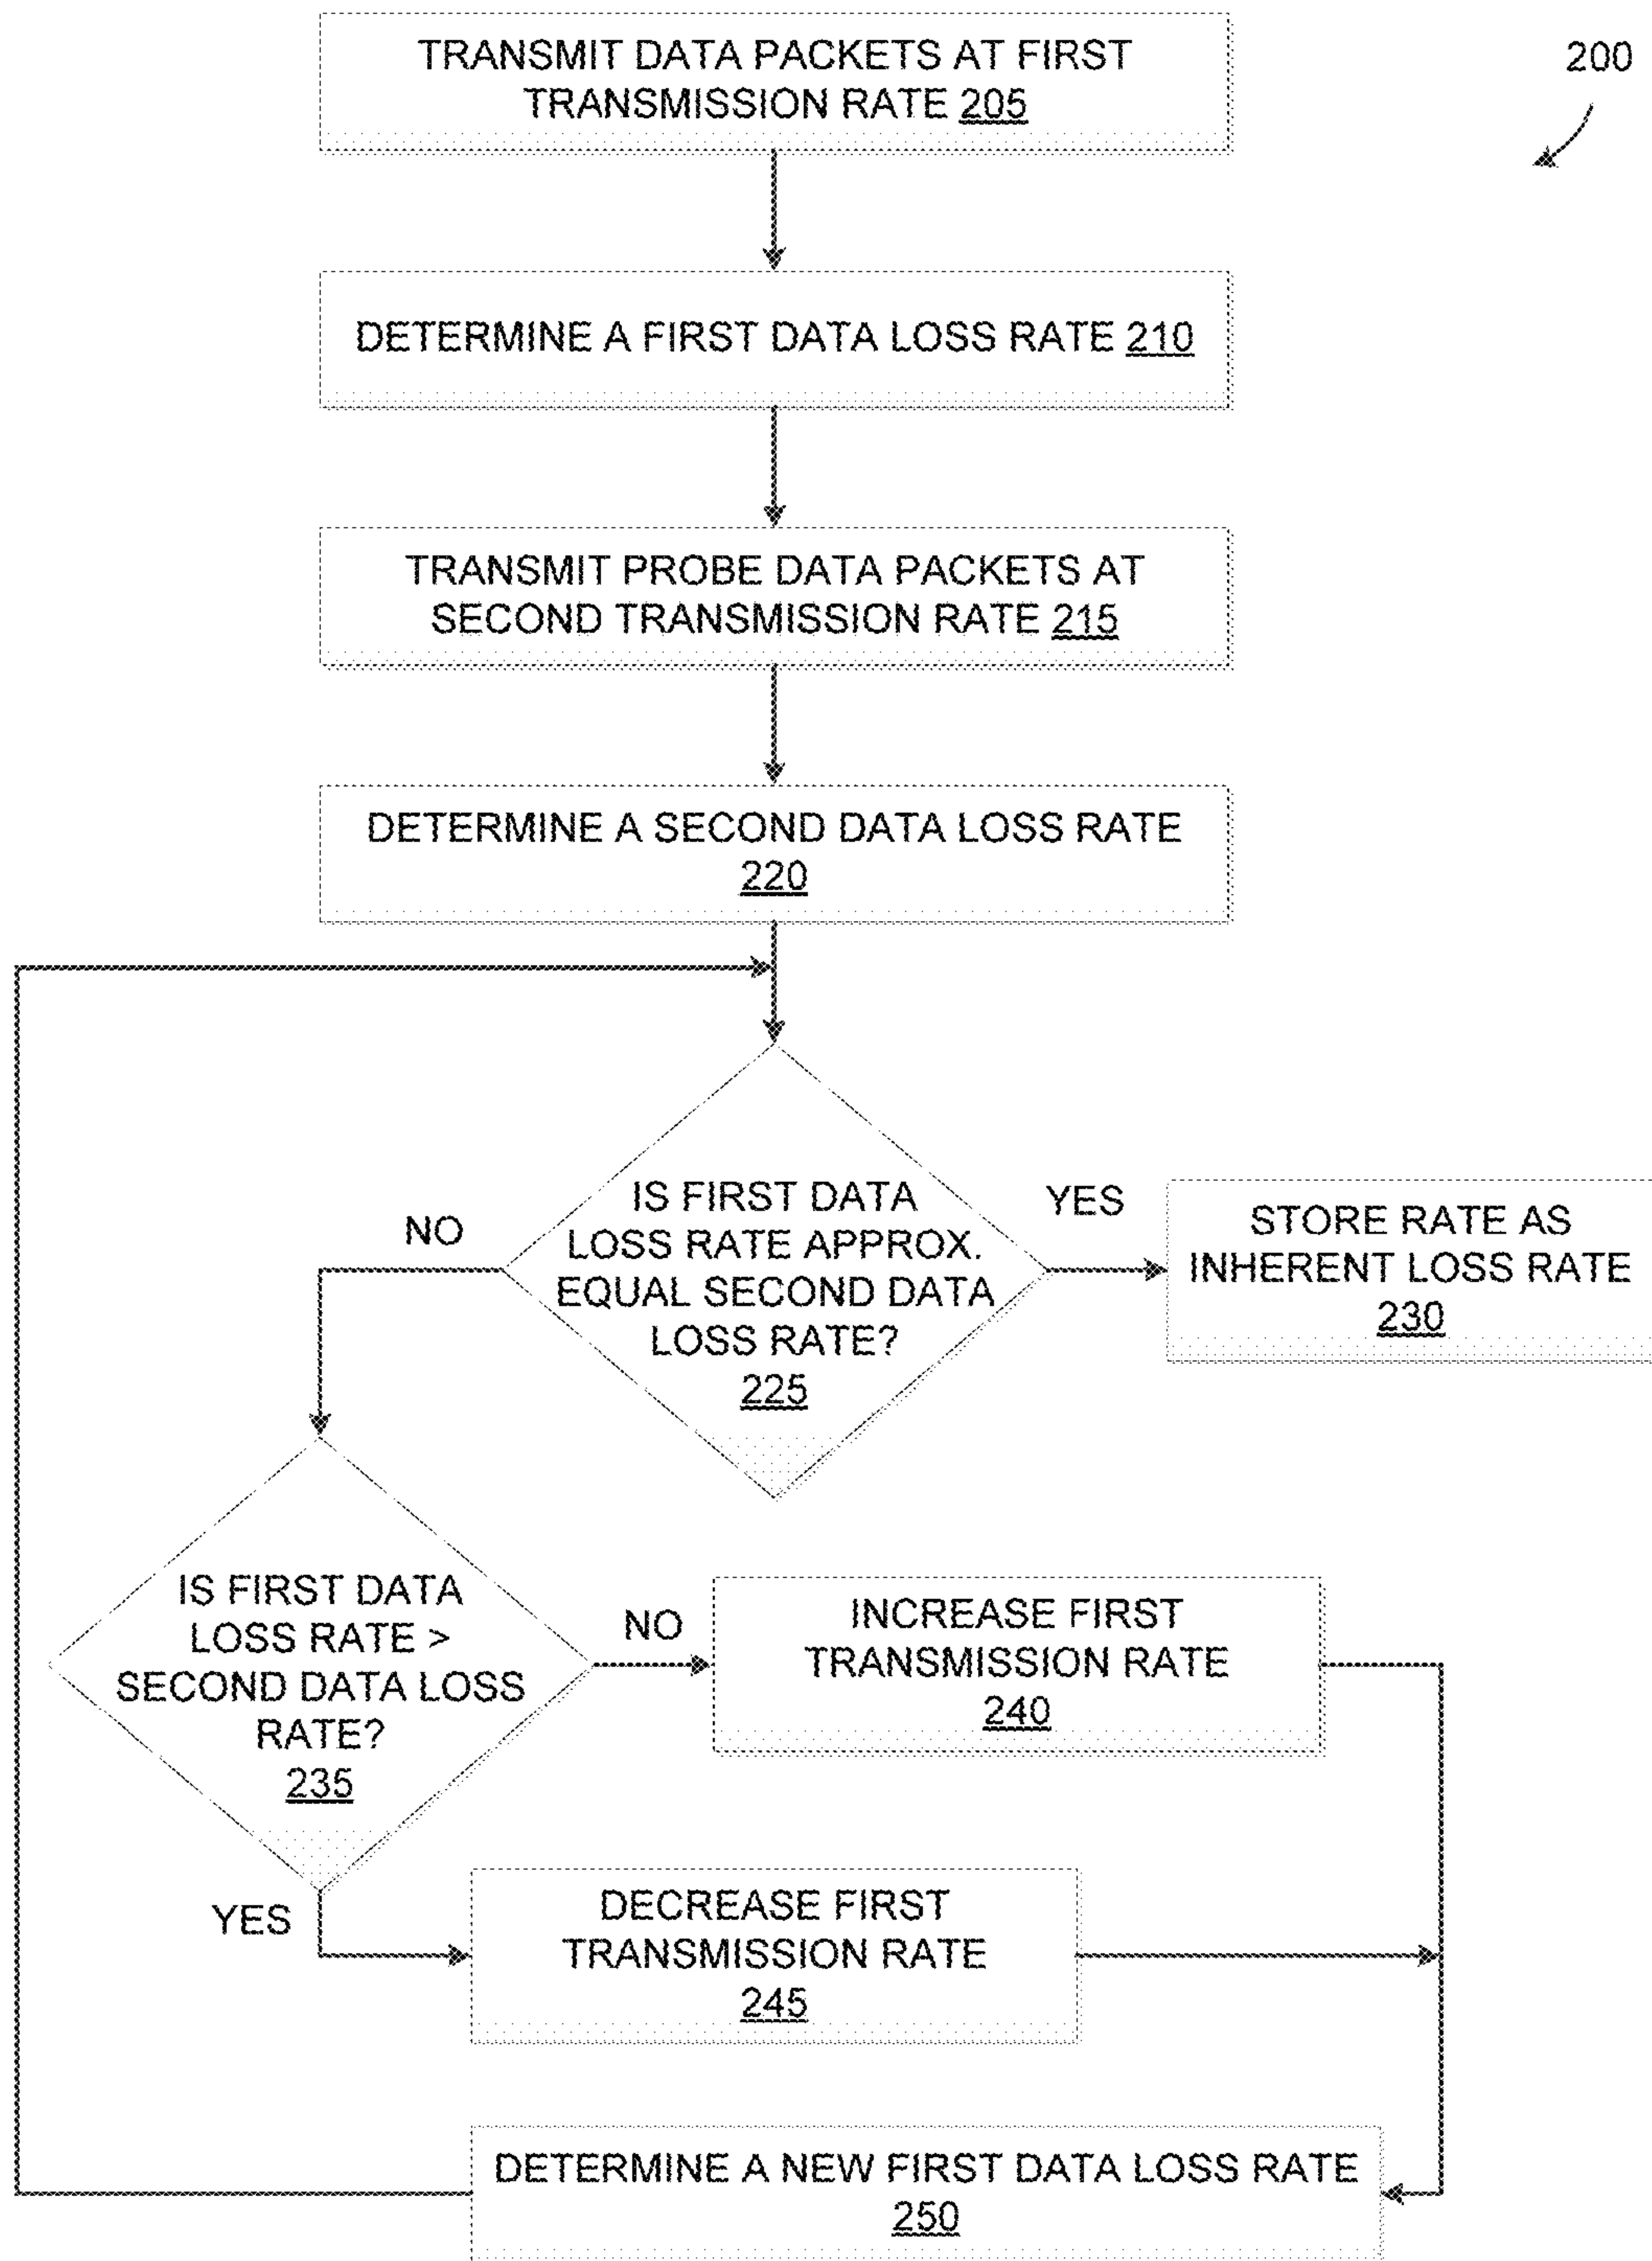 TRANSMIT DATA PACKETS AT FIRST
TRANSMISSION RATE 205
200
DETERMINE A FIRST DATA LOSS RATE 210
TRANSMIT PROBE DATA PACKETS AT
SECOND TRANSMISSION RATE 215
DETERMINE A SECOND DATA LOSS RATE
220
IS FIRST DATA
LOSS RATE APPROX.
EQUAL SECOND DATA
LOSS RATE?
225
YES
STORE RATE AS
INHERENT LOSS RATE
230
NO
IS FIRST DATA
LOSS RATE >
SECOND DATA LOSS
RATE?
235
NO
INCREASE FIRST
TRANSMISSION RATE
240
YES
DECREASE FIRST
TRANSMISSION RATE
245
DETERMINE A NEW FIRST DATA LOSS RATE
250